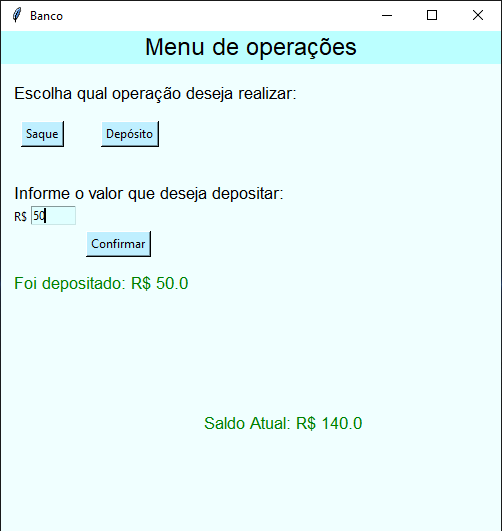 Banco
Menu de operações
Escolha qual operação deseja realizar:
Saque Depósito
Informe o valor que deseja depositar:
R$ 50
Confirmar
Foi depositado: R$ 50.0
Saldo Atual: R$ 140.0